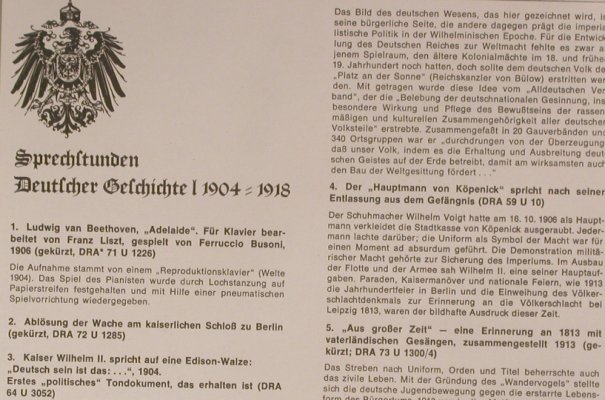 Sprechstunden
Deutscher Geschichte I 1904 = 1918
1. Ludwig van Beethoven, „Adelaide“. Für Klavier bear-
beitet von Franz Liszt, gespielt von Ferruccio Busoni,
1906 (gekürzt, DRA* 71 U 1226)
Die Aufnahme stammt von einem „Reproduktionsklavier“ (Welte
1904). Das Spiel des Pianisten wurde durch Lochstanzung auf
Papierstreifen festgehalten und mit Hilfe einer pneumatischen
Spielvorrichtung wiedergegeben.
2. Ablösung der Wache am kaiserlichen Schloß zu Berlin
(gekürzt, DRA 72 U 1285)
3. Kaiser Wilhelm II. spricht auf eine Edison-Walze:
„Deutsch sein ist das: . . .“, 1904.
Erstes „politisches“ Tondokument, das erhalten ist (DRA
64 U 3052)
Das Bild des deutschen Wesens, das hier gezeichnet wird, i
seine bürgerliche Seite, die andere dagegen prägt die imperia
listische Politik in der Wilhelminischen Epoche. Für die Entwick
lung des Deutschen Reiches zur Weltmacht fehlte es zwar a
jenem Spielraum, den ältere Kolonialmächte im 18. und frühe
19. Jahrhundert noch hatten, doch sollte dem deutschen Volk de
„Platz an der Sonne“ (Reichskanzler von Bülow) erstritten wer
den. Mit getragen wurde diese Idee vom „Alldeutschen Ver
band“, der die „Belebung der deutschnationalen Gesinnung, ins
besondere Wirkung und Pflege des Bewußtseins der rassen
mäßigen und kulturellen Zusammengehörigkeit aller deutschen
Volksteile“ erstrebte. Zusammengefaßt in 20 Gauverbänden und
340 Ortsgruppen war er „durchdrungen von der Überzeugung
daß unser Volk, indem es die Erhaltung und Ausbreitung deut
schen Geistes auf der Erde betreibt, damit am wirksamsten auch
den Bau der Weltgesittung fördert . . .“
4. Der „Hauptmann von Köpenick“ spricht nach seiner
Entlassung aus dem Gefängnis (DRA 59 U 10)
Der Schuhmacher Wilhelm Voigt hatte am 16. 10. 1906 als Haupt-
mann verkleidet die Stadtkasse von Köpenick ausgeraubt. Jeder-
mann lachte darüber; die Uniform als Symbol der Macht war für
einen Moment ad absurdum geführt. Die Demonstration militä-
rischer Macht gehörte zur Sicherung des Imperiums. Im Ausbau
der Flotte und der Armee sah Wilhelm II. eine seiner Hauptauf-
gaben. Paraden, Kaisermanöver und nationale Feiern, wie 1913
die Jahrhundertfeier in Berlin und die Einweihung des Völker-
schlachtdenkmals zur Erinnerung an die Völkerschlacht bei
Leipzig 1813, waren der bildhafte Ausdruck dieser Zeit.
5. „Aus großer Zeit“ – eine Erinnerung an 1813 mit
vaterländischen Gesängen, zusammengestellt 1913 (ge-
kürzt; DRA 73 U 1300/4)
Das Streben nach Uniform, Orden und Titel beherrschte auch
das zivile Leben. Mit der Gründung des „Wandervogels“ stellte
sich die deutsche Jugendbewegung gegen die erstarrte Lebens-